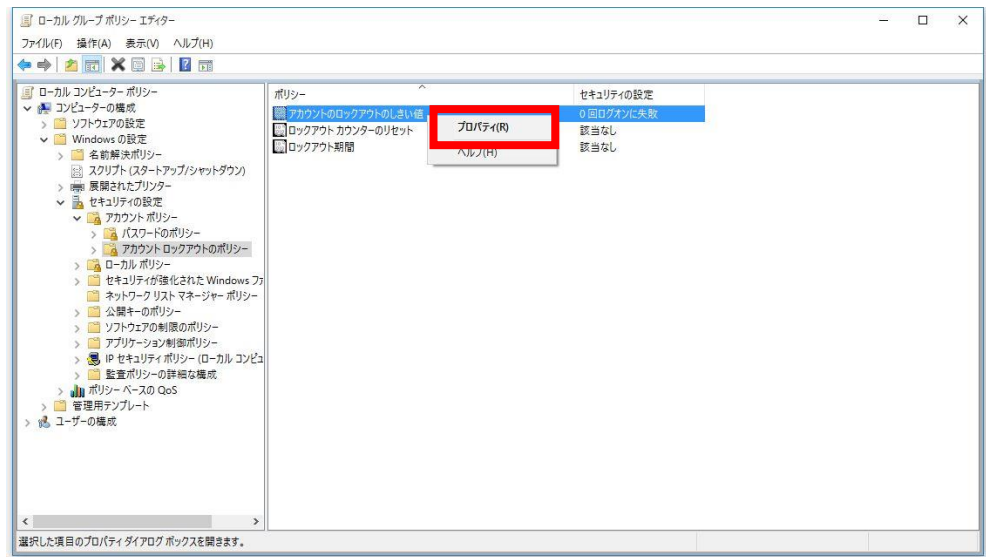 ローカル グループ ポリシー エディター
ファイル(F) 操作(A) 表示(V) ヘルプ(H)
ローカル コンピューター ポリシー
コンピューターの構成
ソフトウェアの設定
Windows の設定
名前解決ポリシー
スクリプト (スタートアップ/シャットダウン)
展開されたプリンター
セキュリティの設定
アカウント ポリシー
パスワードのポリシー
アカウント ロックアウトのポリシー
ローカル ポリシー
セキュリティが強化された Windows ファ
ネットワーク リスト マネージャー ポリシー
公開キーのポリシー
ソフトウェアの制限のポリシー
アプリケーション制御ポリシー
IP セキュリティ ポリシー (ローカル コンピュ
監査ポリシーの詳細な構成
ポリシー ベースの QoS
管理用テンプレート
ユーザーの構成
ポリシー セキュリティの設定
アカウントのロックアウトのしきい値 0 回ログオンに失敗
ロックアウト カウンターのリセット 該当なし
ロックアウト期間 該当なし
プロパティ(R)
ヘルプ(H)
選択した項目のプロパティ ダイアログ ボックスを開きます。